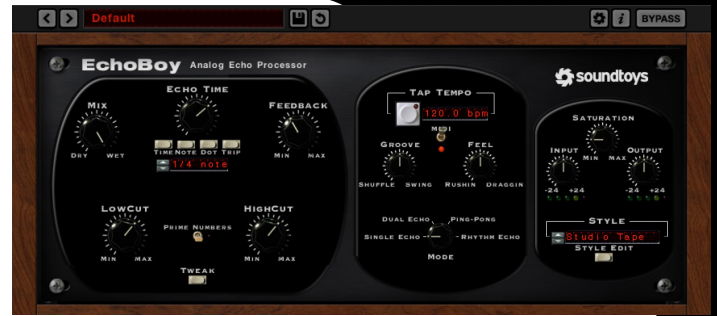 Default
i
BYPASS
EchoBoy Analog Echo Processor
soundtoys
MIX
DRY WET
ECHO TIME
TIME NOTE DOT TRIP
1/4 note
FEEDBACK
MIN MAX
LOWCUT
MIN MAX
PRIME NUMBERS
HIGHCUT
MIN MAX
TWEAK
TAP TEMPO
120.0 bpm
MIDI
GROOVE
SHUFFLE SWING
FEEL
RUSHIN DRAGGIN
DUAL ECHO
PING-PONG
SINGLE ECHO
RHYTHM ECHO
MODE
SATURATION
MIN MAX
INPUT
-24 +24
OUTPUT
-24 +24
STYLE
Studio Tape
STYLE EDIT